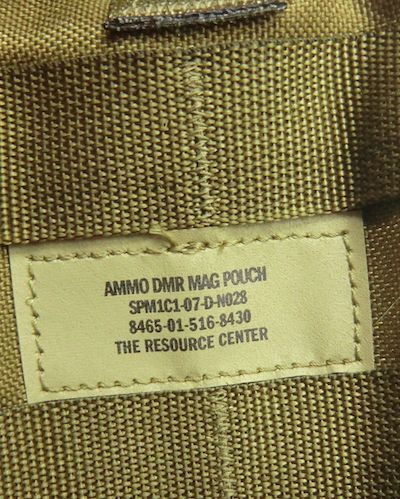 AMMO DMR MAG POUCH
SPM1C1-07-D-N028
8465-01-516-8430
THE RESOURCE CENTER